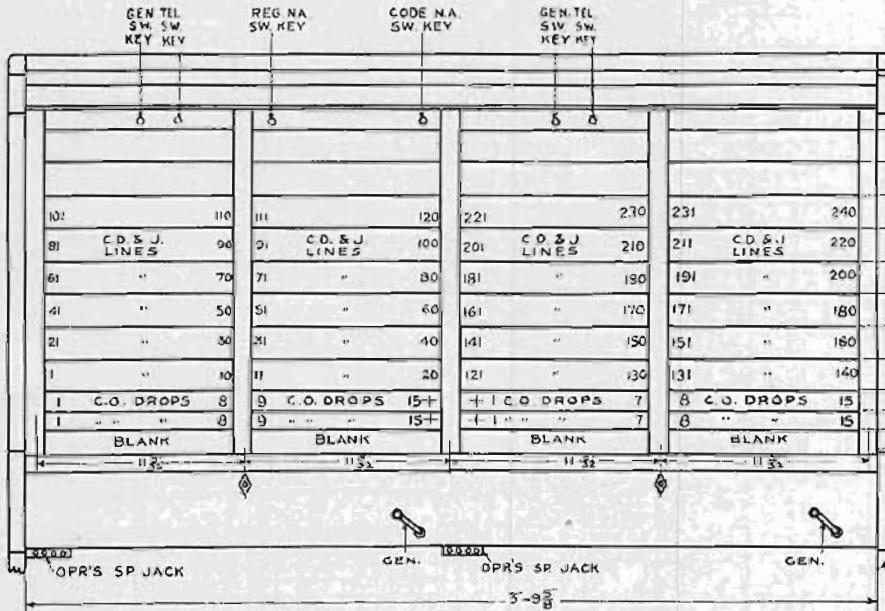 GEN. TEL. REG. N.A. CODE N.A. GEN. TEL.
SW. SW. SW. KEY SW. KEY SW. SW.
KEY KEY KEY KEY
101 110 111 120 221 230 231 240
81 C.D. & J. LINES 90 91 C.D. & J. LINES 100 201 C.D. & J. LINES 210 211 C.D. & J. LINES 220
61 " 70 71 " 80 181 " 190 191 " 200
41 " 50 51 " 60 161 " 170 171 " 180
21 " 30 31 " 40 141 " 150 151 " 160
1 " 10 11 " 20 121 " 130 131 " 140
1 C.O. DROPS 8 9 C.O. DROPS 15+ +1 C.O. DROPS 7 8 C.O. DROPS 15
1 " " 8 9 " " 15+ +1 " " 7 8 " " 15
BLANK BLANK BLANK BLANK
GEN. GEN.
OPR'S SP. JACK OPR'S SP. JACK
3'-9 5/8"